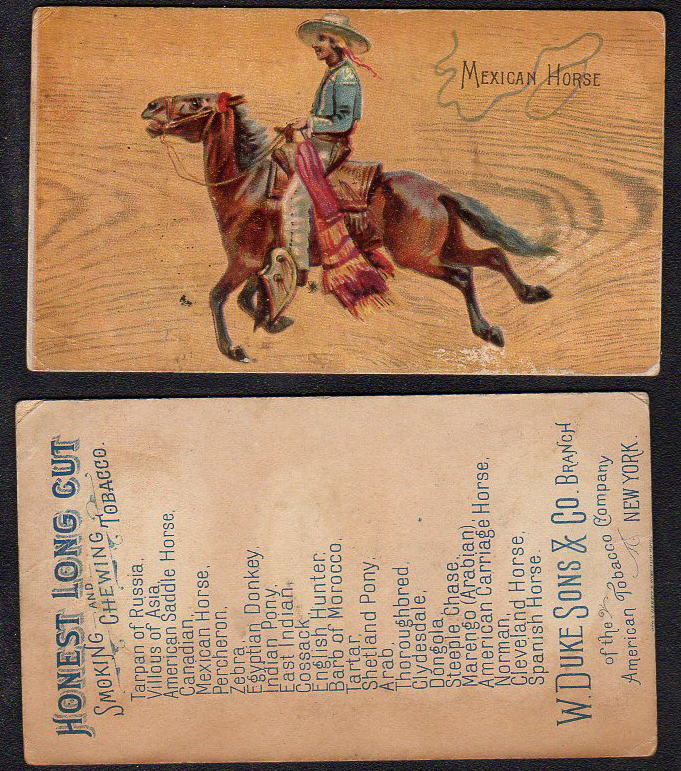 MEXICAN HORSE
HONEST LONG CUT
SMOKING AND CHEWING TOBACCO.
Tarpan of Russia,
Villous of Asia,
American Saddle Horse,
Canadian,
Mexican Horse,
Percheron,
Zebra,
Egyptian Donkey,
Indian Pony,
East Indian,
Cossack,
English Hunter,
Barb of Morocco,
Tartar,
Shetland Pony,
Arab,
Thoroughbred,
Clydesdale,
Dongola,
Steeple Chase,
Marengo (Arabian),
American Carriage Horse,
Norman,
Cleveland Horse,
Spanish Horse.
W. DUKE SONS & CO. BRANCH
of the
American Tobacco Company
NEW YORK.